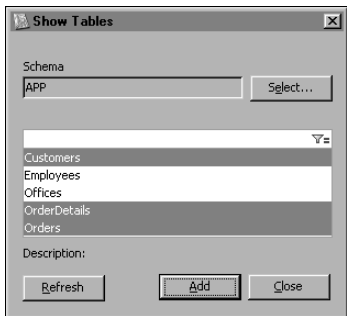 Show Tables
Schema
APP
Select...
Customers
Employees
Offices
OrderDetails
Orders
Description:
Refresh
Add
Close